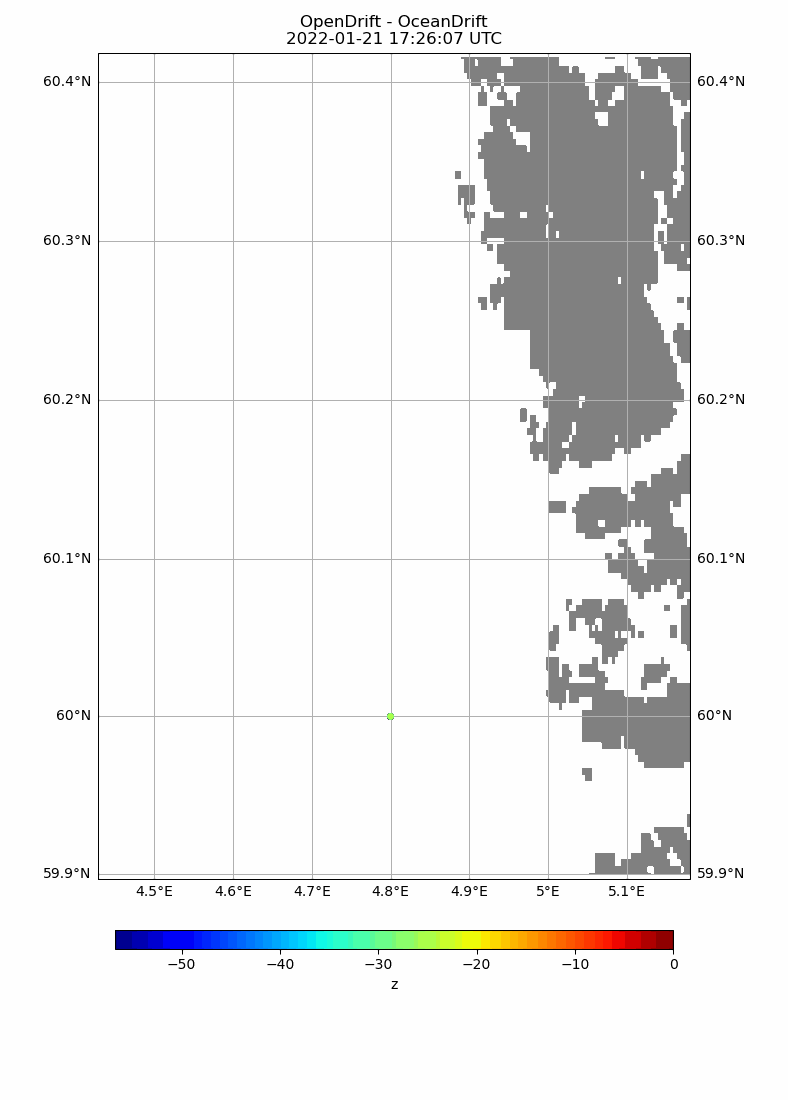 OpenDrift - OceanDrift
2022-01-21 17:26:07 UTC
60.4°N 60.4°N
60.3°N 60.3°N
60.2°N 60.2°N
60.1°N 60.1°N
60°N 60°N
59.9°N 59.9°N
4.5°E 4.6°E 4.7°E 4.8°E 4.9°E 5°E 5.1°E
−50 −40 −30 −20 −10 0
z